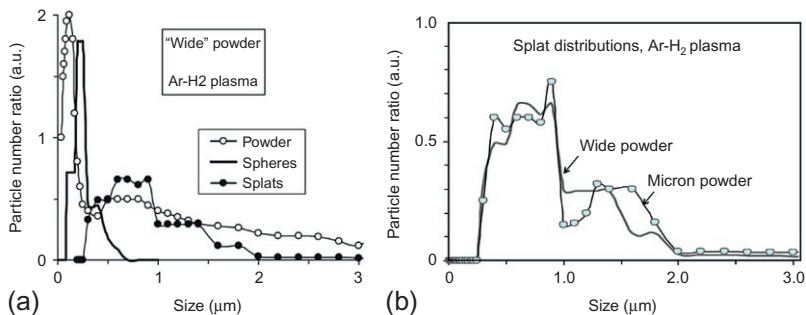 Particle number ratio (a.u.)
2
1
0
"Wide" powder
Ar-H2 plasma
Powder
Spheres
Splats
0
1
2
3
Size (μm)
(a)
Particle number ratio (a.u.)
1.0
0.5
0
Splat distributions, Ar-H₂ plasma
Wide powder
Micron powder
0
1.0
2.0
3.0
Size (μm)
(b)